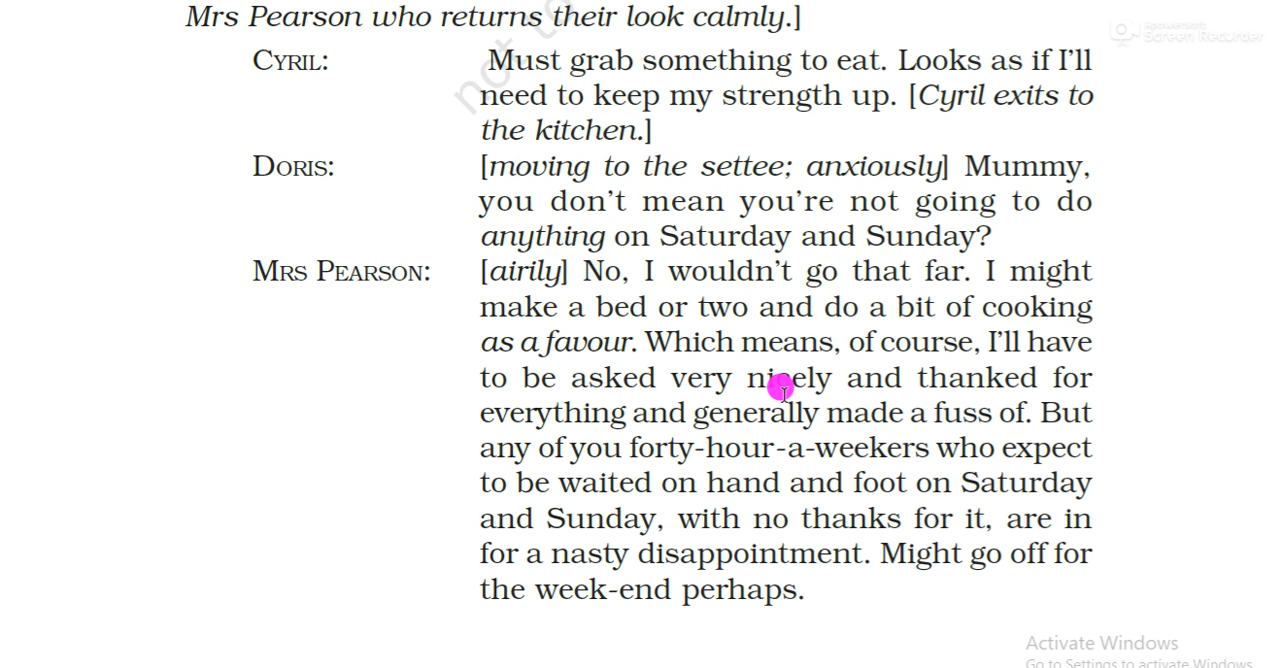 Mrs Pearson who returns their look calmly.]
CYRIL: Must grab something to eat. Looks as if I'll
need to keep my strength up. [Cyril exits to
the kitchen.]
DORIS: [moving to the settee; anxiously] Mummy,
you don't mean you're not going to do
anything on Saturday and Sunday?
MRS PEARSON: [airily] No, I wouldn't go that far. I might
make a bed or two and do a bit of cooking
as a favour. Which means, of course, I'll have
to be asked very nicely and thanked for
everything and generally made a fuss of. But
any of you forty-hour-a-weekers who expect
to be waited on hand and foot on Saturday
and Sunday, with no thanks for it, are in
for a nasty disappointment. Might go off for
the week-end perhaps.
not to
Apowersoft
Screen Recorder
Activate Windows
Go to Settings to activate Windows